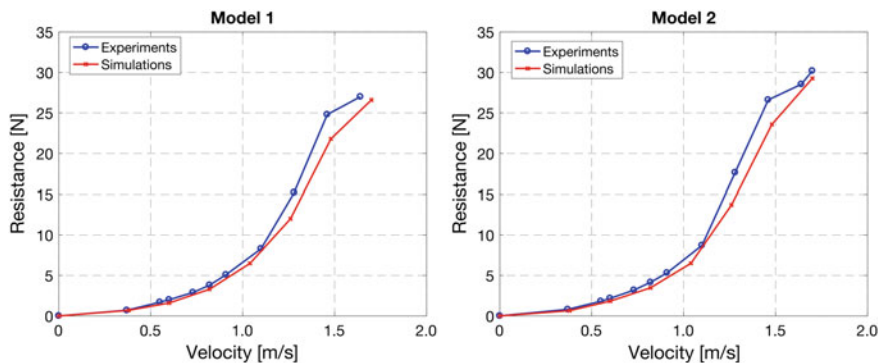 Model 1
Experiments
Simulations
Resistance [N]
35
30
25
20
15
10
5
0
0 0.5 1.0 1.5 2.0
Velocity [m/s]
Model 2
Experiments
Simulations
Resistance [N]
35
30
25
20
15
10
5
0
0 0.5 1.0 1.5 2.0
Velocity [m/s]